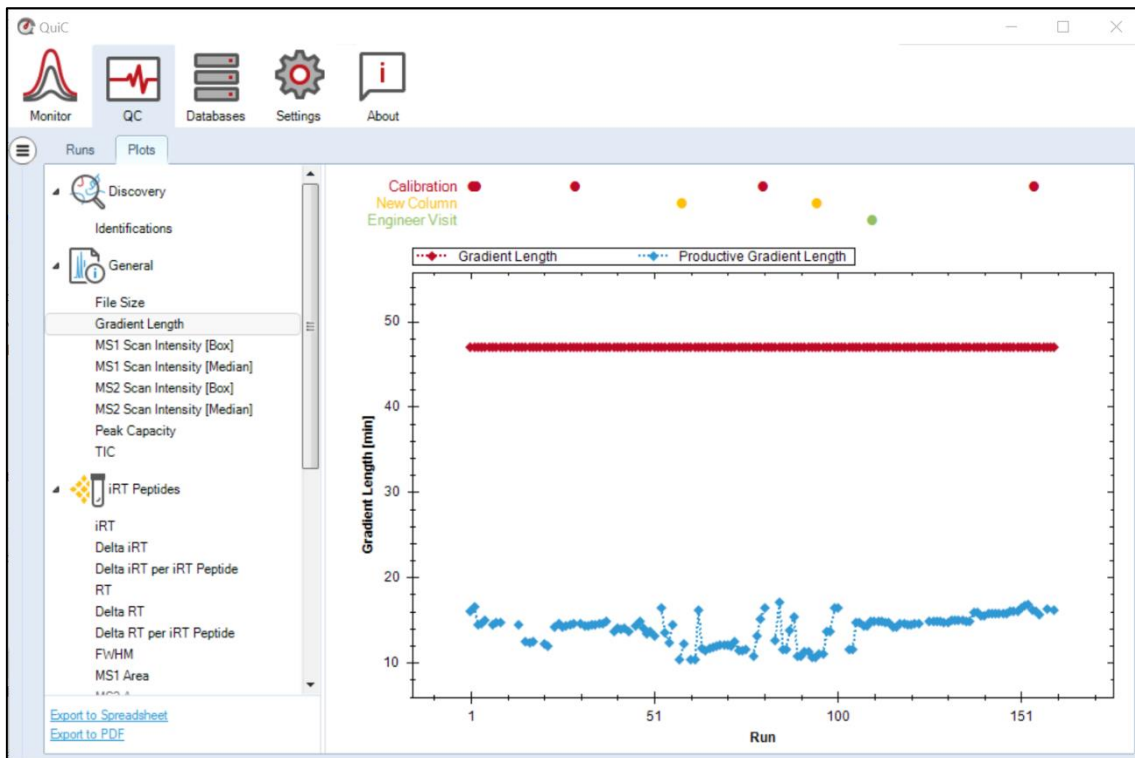 QuiC
Monitor
QC
Databases
Settings
About
Runs
Plots
Discovery
Identifications
General
File Size
Gradient Length
MS1 Scan Intensity [Box]
MS1 Scan Intensity [Median]
MS2 Scan Intensity [Box]
MS2 Scan Intensity [Median]
Peak Capacity
TIC
iRT Peptides
iRT
Delta iRT
Delta iRT per iRT Peptide
RT
Delta RT
Delta RT per iRT Peptide
FWHM
MS1 Area
Export to Spreadsheet
Export to PDF
Calibration
New Column
Engineer Visit
Gradient Length
Productive Gradient Length
Gradient Length [min]
50
40
30
20
10
1
51
100
151
Run